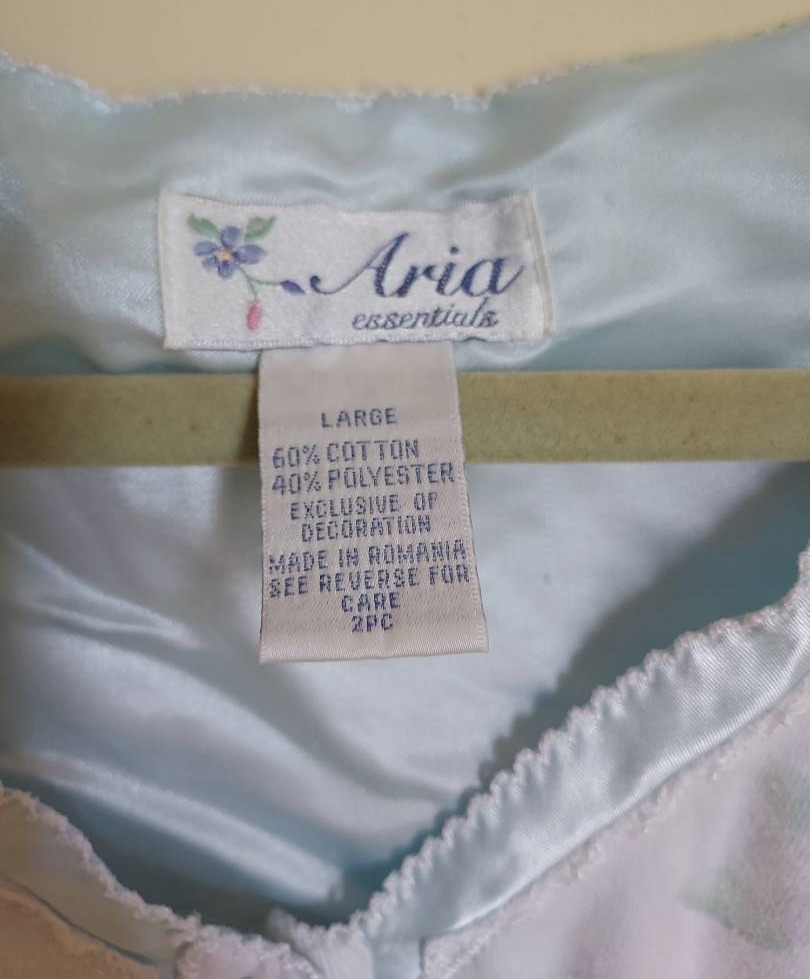 Aria
essentials
LARGE
60% COTTON
40% POLYESTER
EXCLUSIVE OF
DECORATION
MADE IN ROMANIA
SEE REVERSE FOR
CARE
2PC